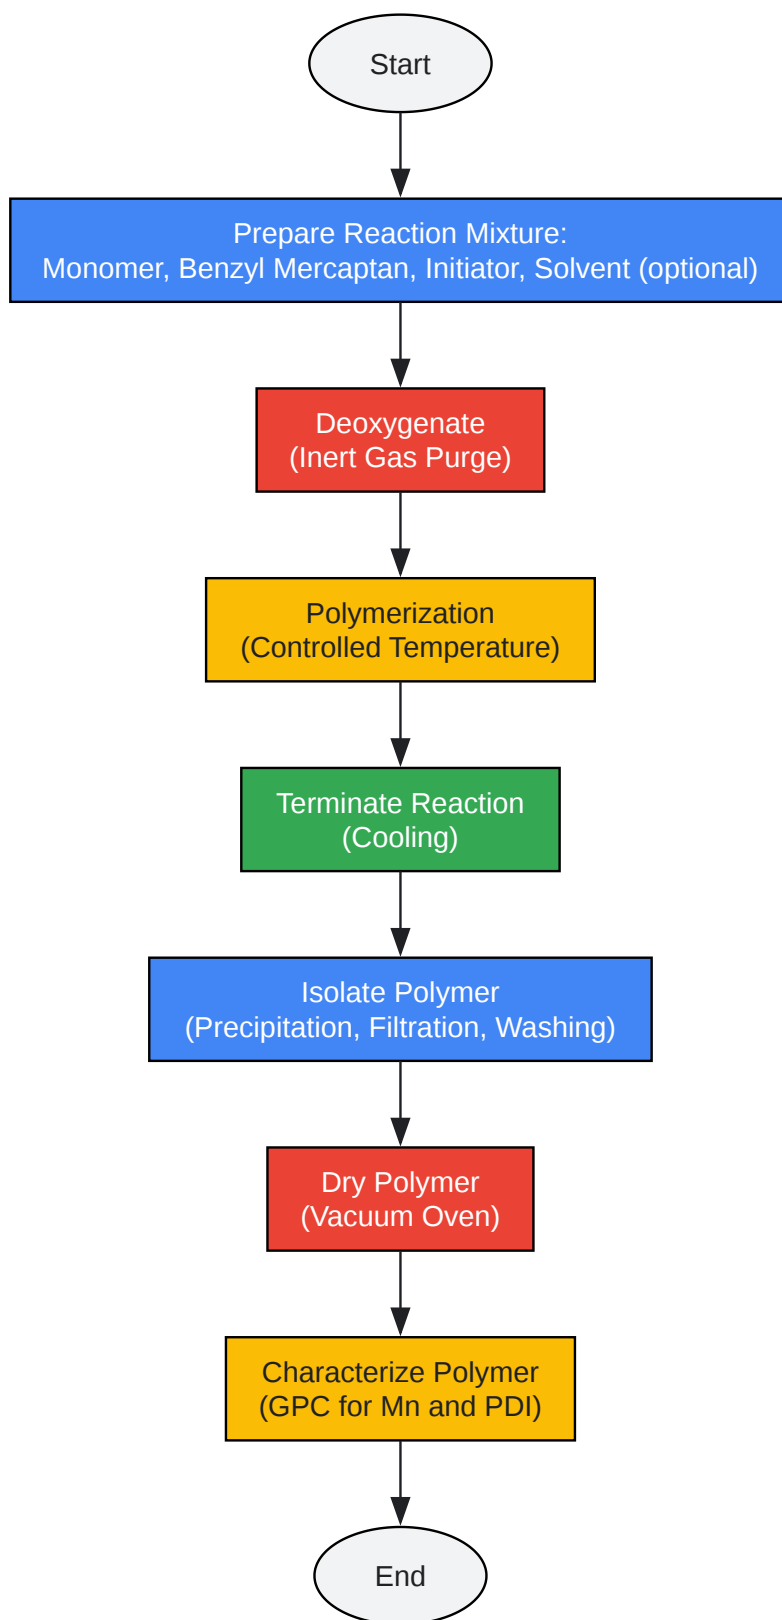 Start
Prepare Reaction Mixture:
Monomer, Benzyl Mercaptan, Initiator, Solvent (optional)
Deoxygenate
(Inert Gas Purge)
Polymerization
(Controlled Temperature)
Terminate Reaction
(Cooling)
Isolate Polymer
(Precipitation, Filtration, Washing)
Dry Polymer
(Vacuum Oven)
Characterize Polymer
(GPC for Mn and PDI)
End